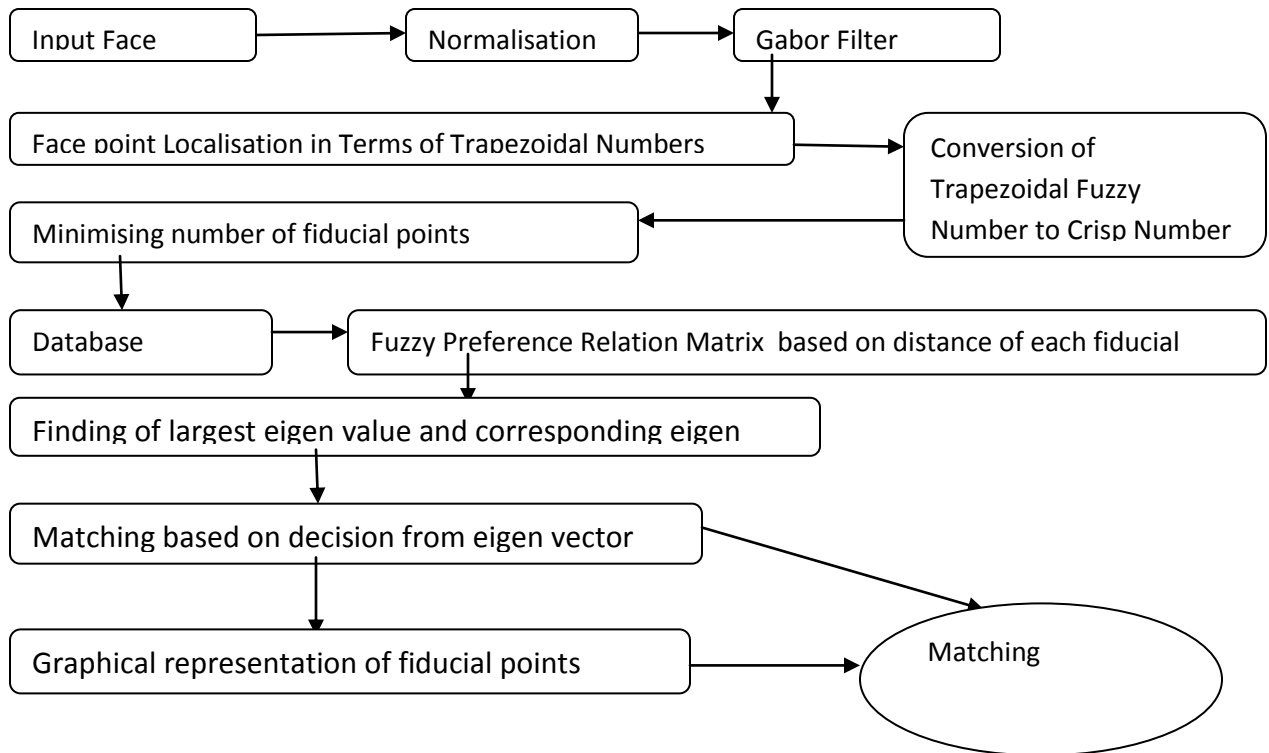 Input Face
Normalisation
Gabor Filter
Face point Localisation in Terms of Trapezoidal Numbers
Conversion of
Trapezoidal Fuzzy
Number to Crisp Number
Minimising number of fiducial points
Database
Fuzzy Preference Relation Matrix based on distance of each fiducial
Finding of largest eigen value and corresponding eigen
Matching based on decision from eigen vector
Graphical representation of fiducial points
Matching